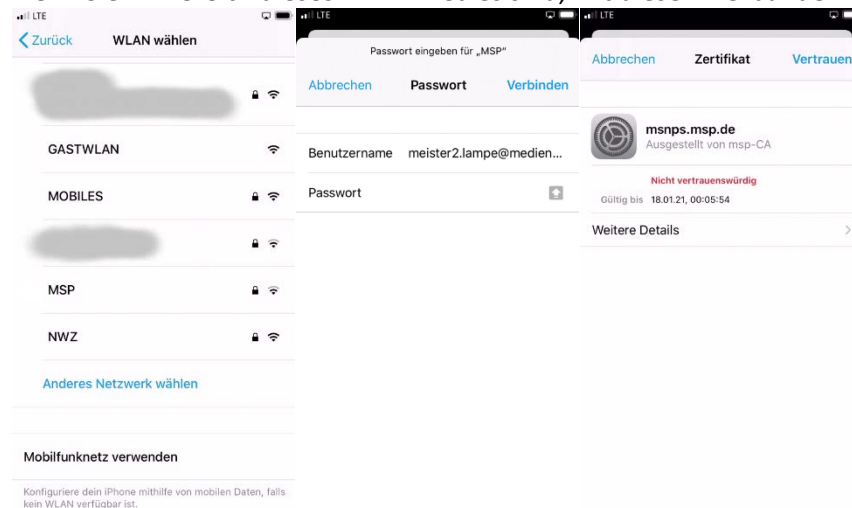 LTE
Zurück
WLAN wählen
GASTWLAN
MOBILES
MSP
NWZ
Anderes Netzwerk wählen
Mobilfunknetz verwenden
Konfiguriere dein iPhone mithilfe von mobilen Daten, falls
kein WLAN verfügbar ist.
LTE
Passwort eingeben für „MSP“
Abbrechen
Passwort
Verbinden
Benutzername meister2.lampe@medien...
Passwort
LTE
Abbrechen
Zertifikat
Vertrauen
msnps.msp.de
Ausgestellt von msp-CA
Nicht vertrauenswürdig
Gültig bis 18.01.21, 00:05:54
Weitere Details